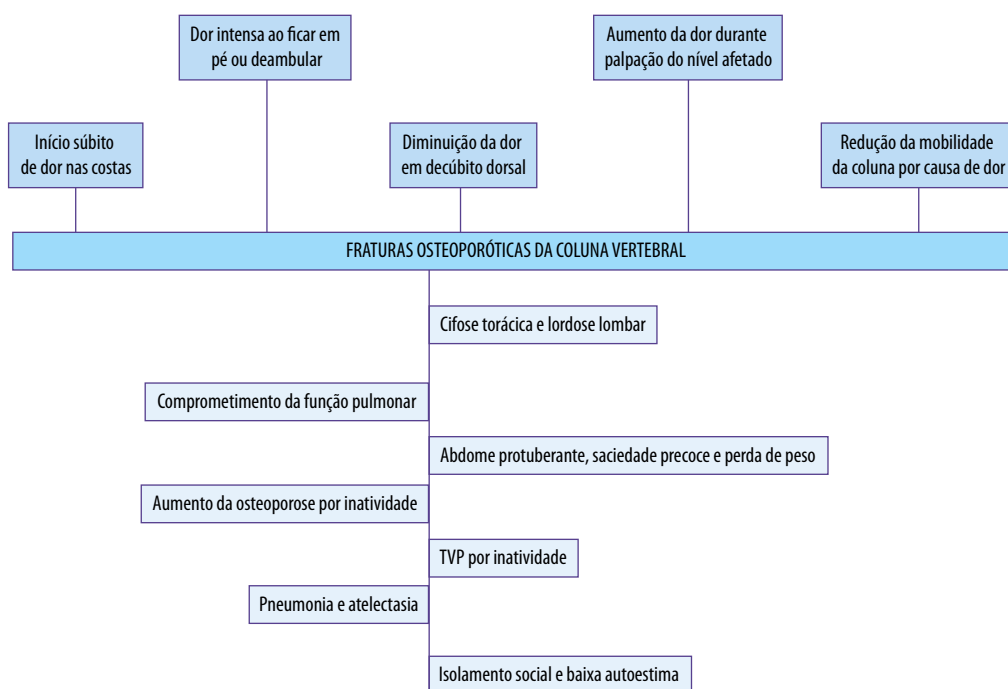 Dor intensa ao ficar em
pé ou deambular
Aumento da dor durante
palpação do nível afetado
Início súbito
de dor nas costas
Diminuição da dor
em decúbito dorsal
Redução da mobilidade
da coluna por causa de dor
FRATURAS OSTEOPORÓTICAS DA COLUNA VERTEBRAL
Cifose torácica e lordose lombar
Comprometimento da função pulmonar
Abdome protuberante, saciedade precoce e perda de peso
Aumento da osteoporose por inatividade
TVP por inatividade
Pneumonia e atelectasia
Isolamento social e baixa autoestima